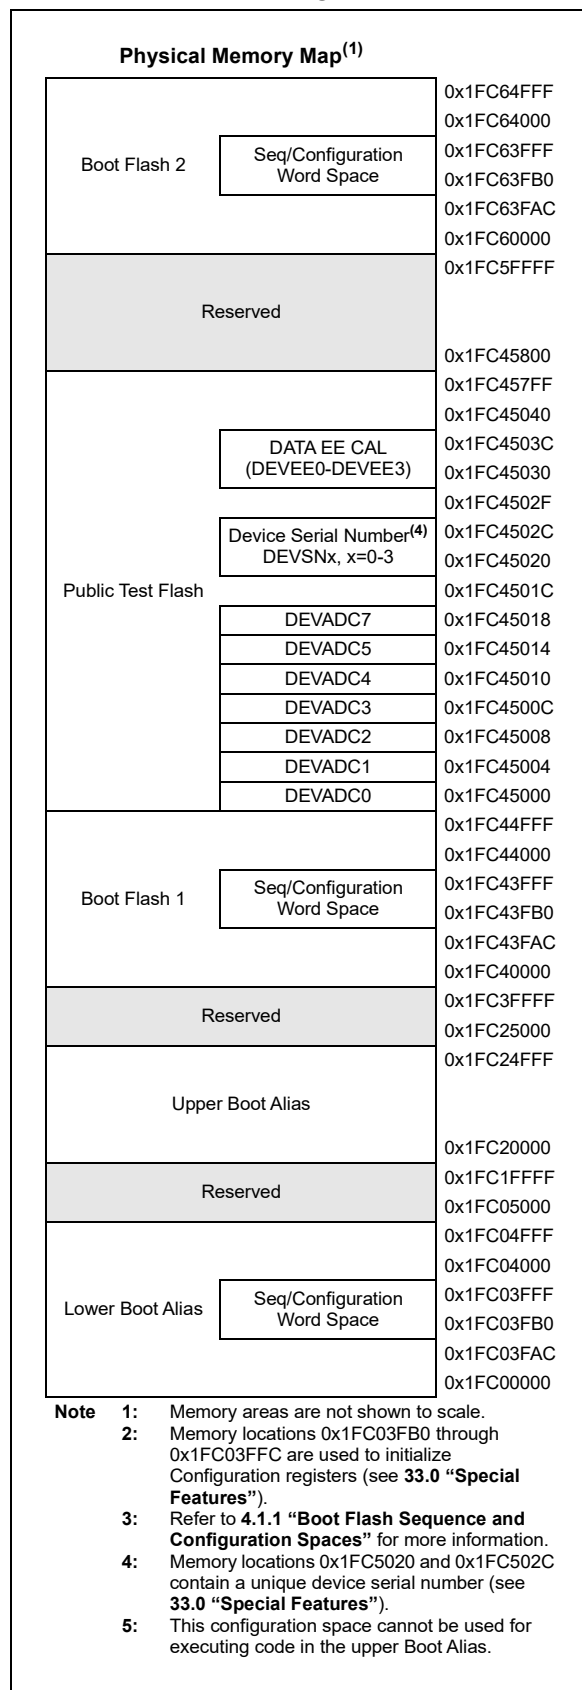 Physical Memory Map(1)
0x1FC64FFF
0x1FC64000
Boot Flash 2
Seq/Configuration
Word Space
0x1FC63FFF
0x1FC63FB0
0x1FC63FAC
0x1FC60000
0x1FC5FFFF
Reserved
0x1FC45800
0x1FC457FF
0x1FC45040
DATA EE CAL
(DEVEE0-DEVEE3)
0x1FC4503C
0x1FC45030
0x1FC4502F
Device Serial Number(4)
DEVSNx, x=0-3
0x1FC4502C
0x1FC45020
Public Test Flash
0x1FC4501C
DEVADC7 0x1FC45018
DEVADC5 0x1FC45014
DEVADC4 0x1FC45010
DEVADC3 0x1FC4500C
DEVADC2 0x1FC45008
DEVADC1 0x1FC45004
DEVADC0 0x1FC45000
0x1FC44FFF
0x1FC44000
Boot Flash 1
Seq/Configuration
Word Space
0x1FC43FFF
0x1FC43FB0
0x1FC43FAC
0x1FC40000
Reserved
0x1FC3FFFF
0x1FC25000
0x1FC24FFF
Upper Boot Alias
0x1FC20000
Reserved
0x1FC1FFFF
0x1FC05000
0x1FC04FFF
0x1FC04000
Lower Boot Alias
Seq/Configuration
Word Space
0x1FC03FFF
0x1FC03FB0
0x1FC03FAC
0x1FC00000
Note 1: Memory areas are not shown to scale.
2: Memory locations 0x1FC03FB0 through
0x1FC03FFC are used to initialize
Configuration registers (see 33.0 “Special
Features”).
3: Refer to 4.1.1 “Boot Flash Sequence and
Configuration Spaces” for more information.
4: Memory locations 0x1FC5020 and 0x1FC502C
contain a unique device serial number (see
33.0 “Special Features”).
5: This configuration space cannot be used for
executing code in the upper Boot Alias.